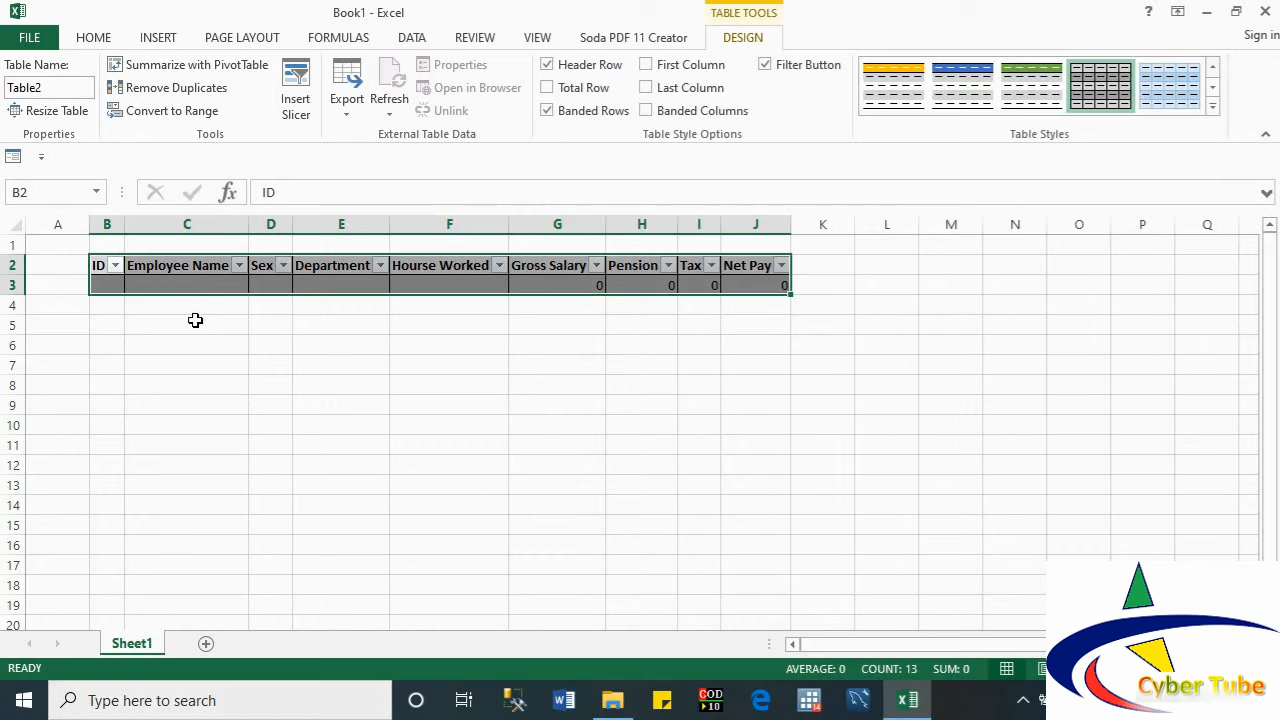 Book1 - Excel
TABLE TOOLS
?
FILE HOME INSERT PAGE LAYOUT FORMULAS DATA REVIEW VIEW Soda PDF 11 Creator DESIGN Sign in
Table Name:
Table2
Resize Table
Properties
Summarize with PivotTable
Remove Duplicates
Convert to Range
Tools
Insert
Slicer
Export
Refresh
Properties
Open in Browser
Unlink
External Table Data
Header Row
First Column
Filter Button
Total Row
Last Column
Banded Rows
Banded Columns
Table Style Options
Table Styles
B2
fx
ID
A B C D E F G H I J K L M N O P Q
1
2 ID Employee Name Sex Department Hourse Worked Gross Salary Pension Tax Net Pay
3 0 0 0 0
4
5
6
7
8
9
10
11
12
13
14
15
16
17
18
19
20
Sheet1
READY
AVERAGE: 0 COUNT: 13 SUM: 0
Type here to search
GOD
>10
14
Cyber Tube